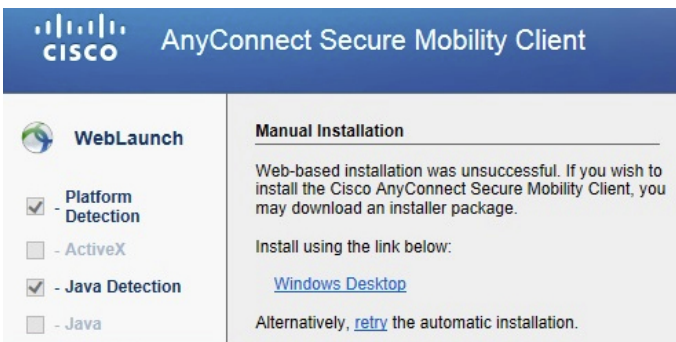 CISCO
AnyConnect Secure Mobility Client
WebLaunch
- Platform
Detection
- ActiveX
- Java Detection
- Java
Manual Installation
Web-based installation was unsuccessful. If you wish to
install the Cisco AnyConnect Secure Mobility Client, you
may download an installer package.
Install using the link below:
Windows Desktop
Alternatively, retry the automatic installation.